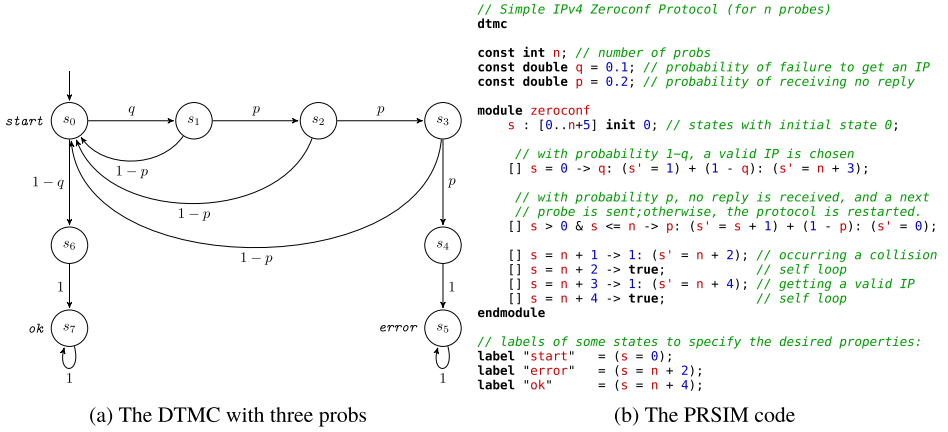 start
s0
q
s1
p
s2
p
s3
1 − p
1 − q
1 − p
p
1 − p
s6
s4
1
1
ok
s7
error
s5
1
1
(a) The DTMC with three probs
// Simple IPv4 Zeroconf Protocol (for n probes)
dtmc
const int n; // number of probs
const double q = 0.1; // probability of failure to get an IP
const double p = 0.2; // probability of receiving no reply
module zeroconf
s : [0..n+5] init 0; // states with initial state 0;
// with probability 1−q, a valid IP is chosen
[] s = 0 -> q: (s' = 1) + (1 - q): (s' = n + 3);
// with probability p, no reply is received, and a next
// probe is sent;otherwise, the protocol is restarted.
[] s > 0 & s <= n -> p: (s' = s + 1) + (1 - p): (s' = 0);
[] s = n + 1 -> 1: (s' = n + 2); // occurring a collision
[] s = n + 2 -> true; // self loop
[] s = n + 3 -> 1: (s' = n + 4); // getting a valid IP
[] s = n + 4 -> true; // self loop
endmodule
// labels of some states to specify the desired properties:
label "start" = (s = 0);
label "error" = (s = n + 2);
label "ok" = (s = n + 4);
(b) The PRSIM code